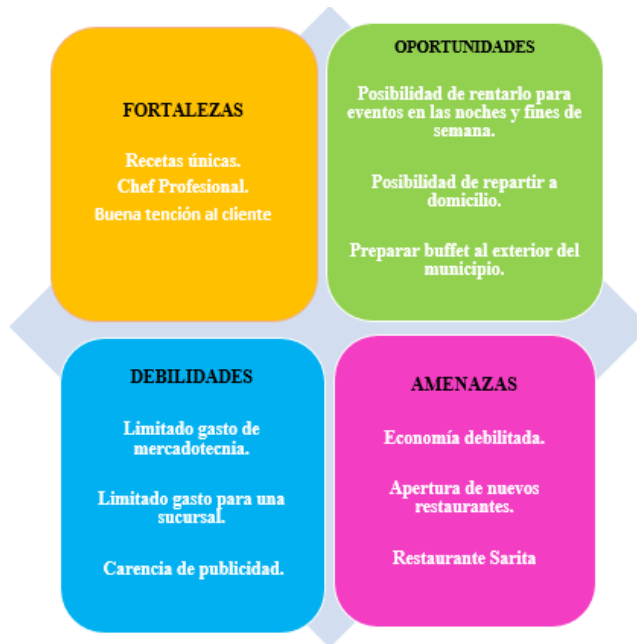 FORTALEZAS
Recetas únicas.
Chef Profesional.
Buena tención al cliente
OPORTUNIDADES
Posibilidad de rentarlo para
eventos en las noches y fines de
semana.
Posibilidad de repartir a
domicilio.
Preparar buffet al exterior del
municipio.
DEBILIDADES
Limitado gasto de
mercadotecnia.
Limitado gasto para una
sucursal.
Carencia de publicidad.
AMENAZAS
Economía debilitada.
Apertura de nuevos
restaurantes.
Restaurante Sarita